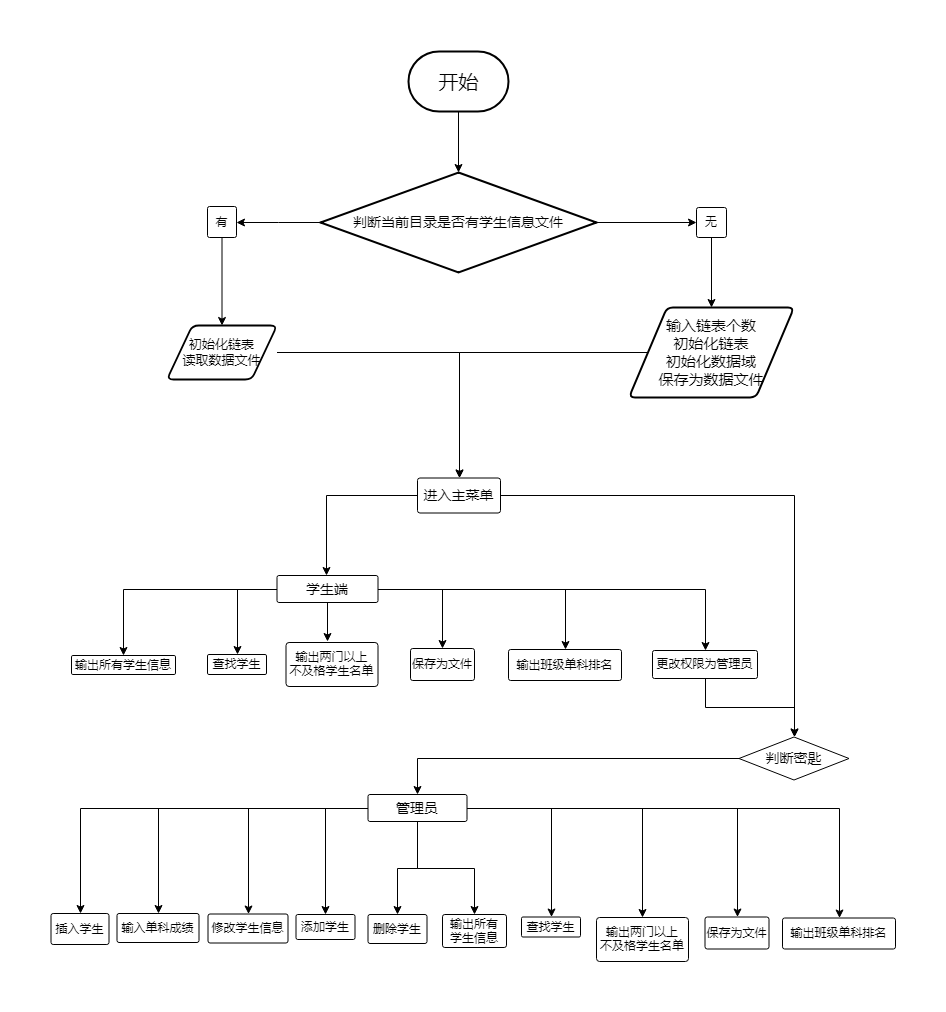 开始
判断当前目录是否有学生信息文件
有
无
初始化链表
读取数据文件
输入链表个数
初始化链表
初始化数据域
保存为数据文件
进入主菜单
学生端
输出所有学生信息
查找学生
输出两门以上
不及格学生名单
保存为文件
输出班级单科排名
更改权限为管理员
判断密匙
管理员
插入学生
输入单科成绩
修改学生信息
添加学生
删除学生
输出所有
学生信息
查找学生
输出两门以上
不及格学生名单
保存为文件
输出班级单科排名